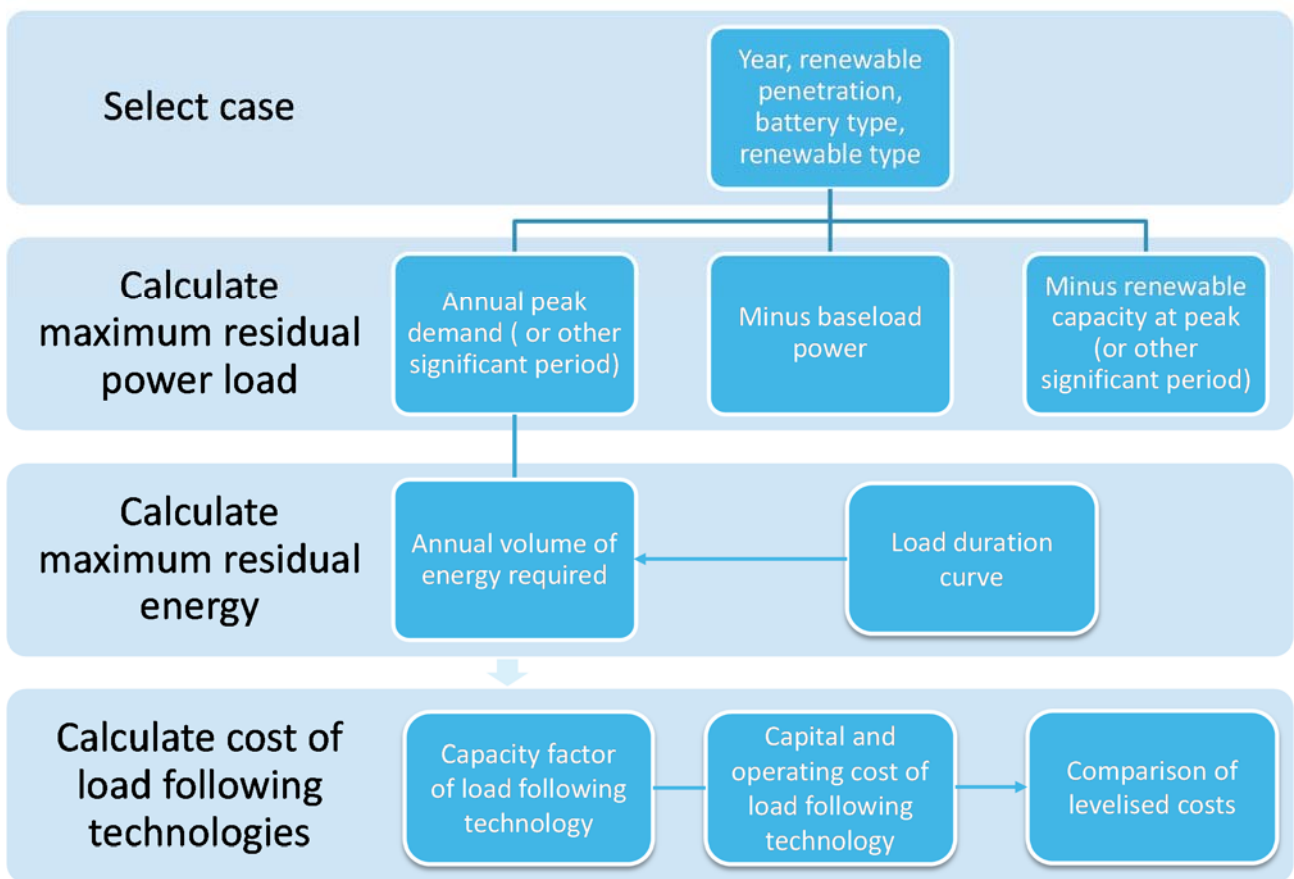 Select case
Year, renewable
penetration,
battery type,
renewable type
Calculate
maximum residual
power load
Annual peak
demand ( or other
significant period)
Minus baseload
power
Minus renewable
capacity at peak
(or other
significant period)
Calculate
maximum residual
energy
Annual volume of
energy required
Load duration
curve
Calculate cost of
load following
technologies
Capacity factor
of load following
technology
Capital and
operating cost of
load following
technology
Comparison of
levelised costs